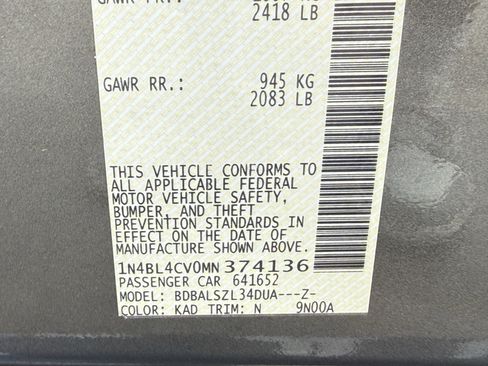 GAWR FR.:
2418 LB
GAWR RR.: 945 KG
2083 LB
THIS VEHICLE CONFORMS TO
ALL APPLICABLE FEDERAL
MOTOR VEHICLE SAFETY,
BUMPER, AND THEFT
PREVENTION STANDARDS IN
EFFECT ON THE DATE OF
MANUFACTURE SHOWN ABOVE.
1N4BL4CV0MN374136
PASSENGER CAR 641652
MODEL: BDBALSZL34DUA---Z-
COLOR: KAD TRIM: N 9N00A